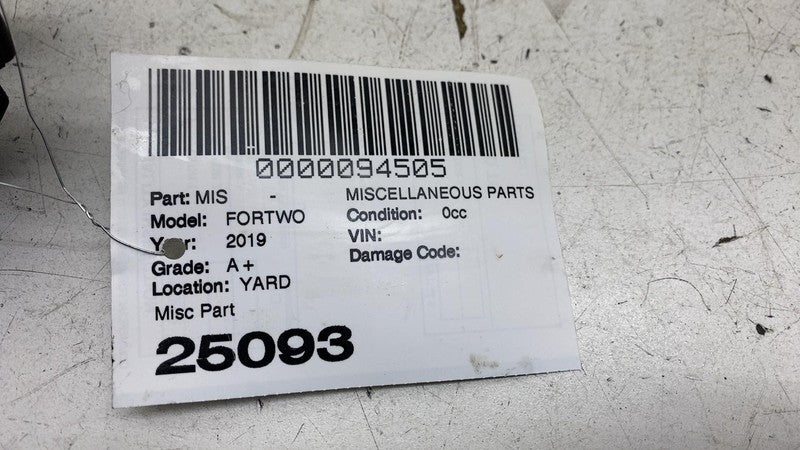 0000094505
Part: MIS - MISCELLANEOUS PARTS
Model: FORTWO Condition: 0cc
Year: 2019 VIN:
Grade: A+ Damage Code:
Location: YARD
Misc Part
25093